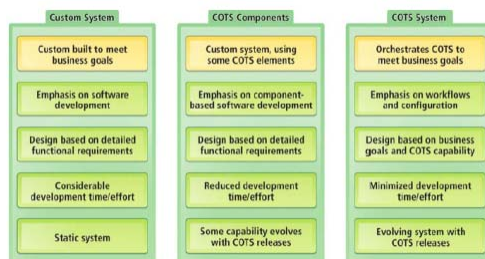 Custom System
Custom built to meet
business goals
Emphasis on software
development
Design based on detailed
functional requirements
Considerable
development time/effort
Static system
COTS Components
Custom system, using
some COTS elements
Emphasis on component-
based software development
Design based on detailed
functional requirements
Reduced development
time/effort
Some capability evolves
with COTS releases
COTS System
Orchestrates COTS to
meet business goals
Emphasis on workflows
and configuration
Design based on business
goals and COTS capability
Minimized development
time/effort
Evolving system with
COTS releases